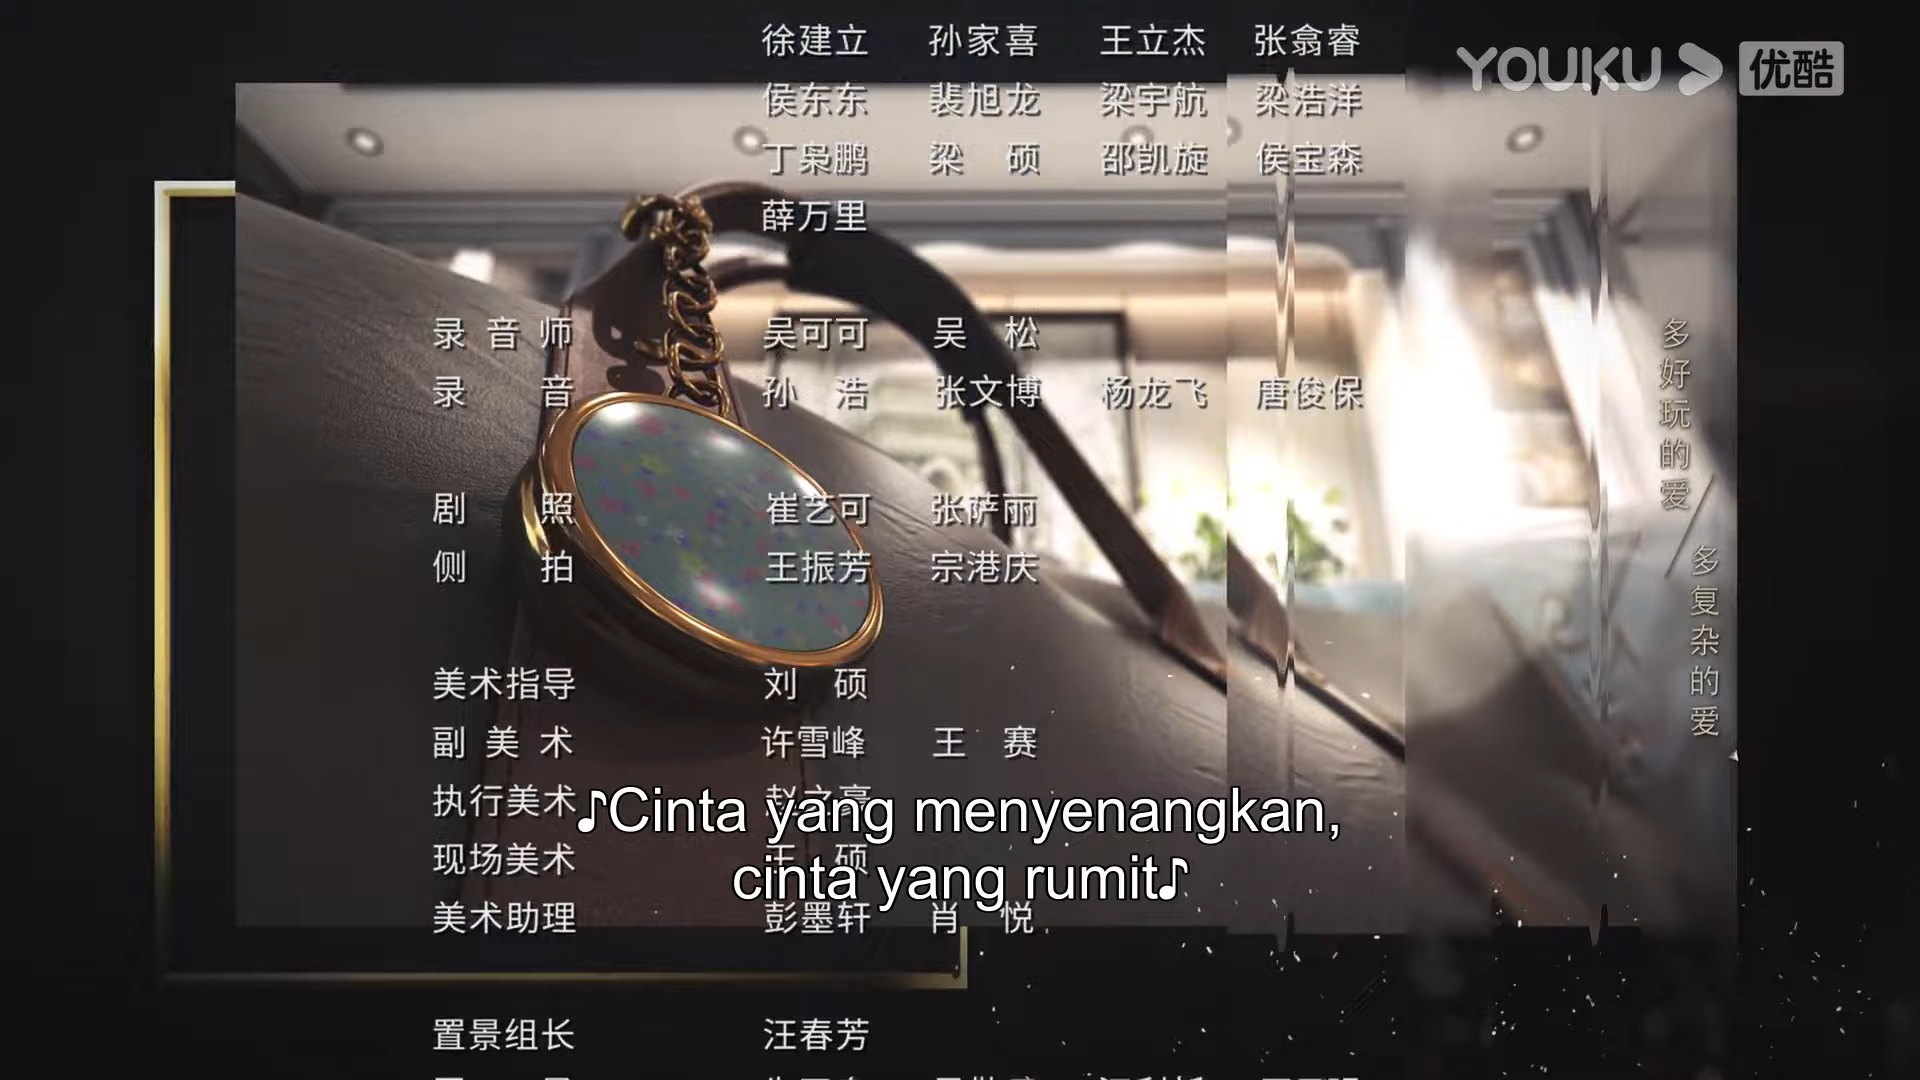 徐建立 孙家喜 王立杰 张翕睿
YOUKU 优酷
侯东东 裴旭龙 梁宇航 梁浩洋
丁枭鹏 梁硕 邵凯旋 侯宝森
薛万里
录音师 吴可可 吴松
录音 孙浩 张文博 杨龙飞 唐俊保
剧照 崔艺可 张萨丽
侧拍 王振芳 宗港庆
美术指导 刘硕
副美术 许雪峰 王赛
执行美术 赵之豪
现场美术 王硕
美术助理 彭墨轩 肖悦
置景组长 汪春芳
多好玩的爱
多复杂的爱
♪Cinta yang menyenangkan,
cinta yang rumit♪